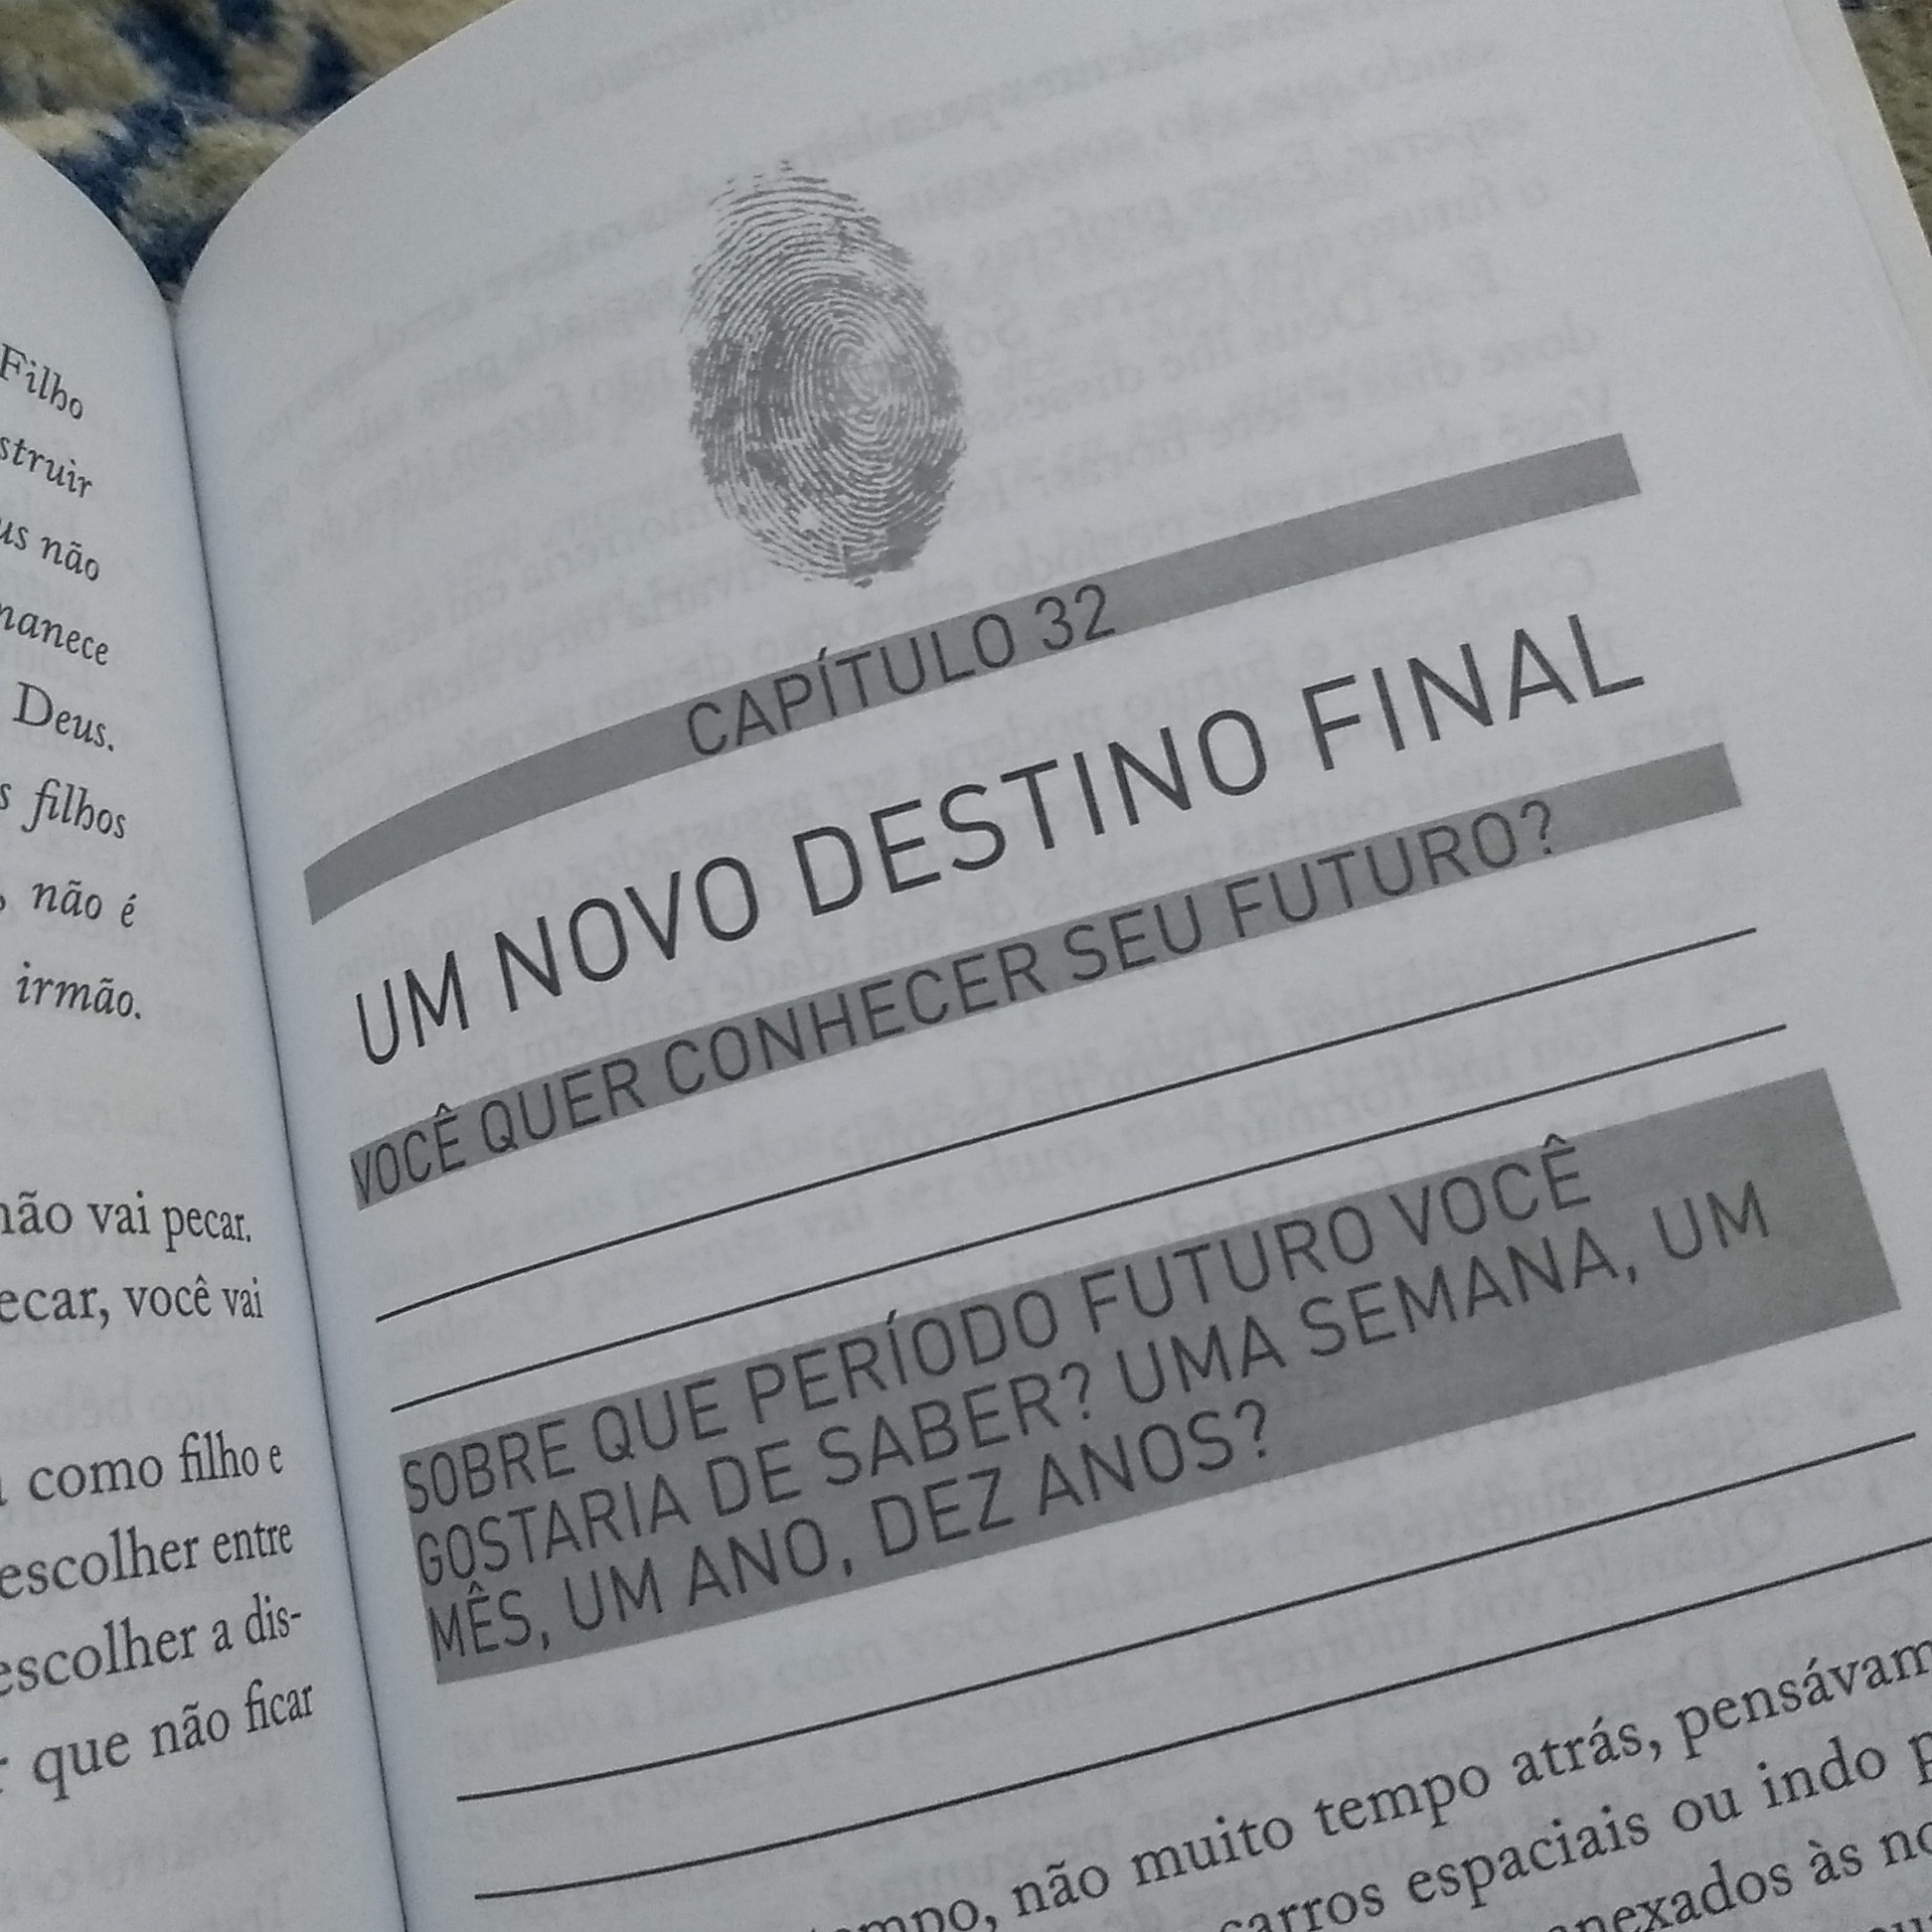 Filho
struir
não
manece
Deus.
filhos
não é
irmão.
não vai pecar.
ecar, você vai
como filho e
escolher entre
escolher a dis-
que não ficar
CAPÍTULO 32
UM NOVO DESTINO FINAL
VOCÊ QUER CONHECER SEU FUTURO?
SOBRE QUE PERÍODO FUTURO VOCÊ
GOSTARIA DE SABER? UMA SEMANA, UM
MÊS, UM ANO, DEZ ANOS?
não muito tempo atrás, pensávam
carros espaciais ou indo
nexados às